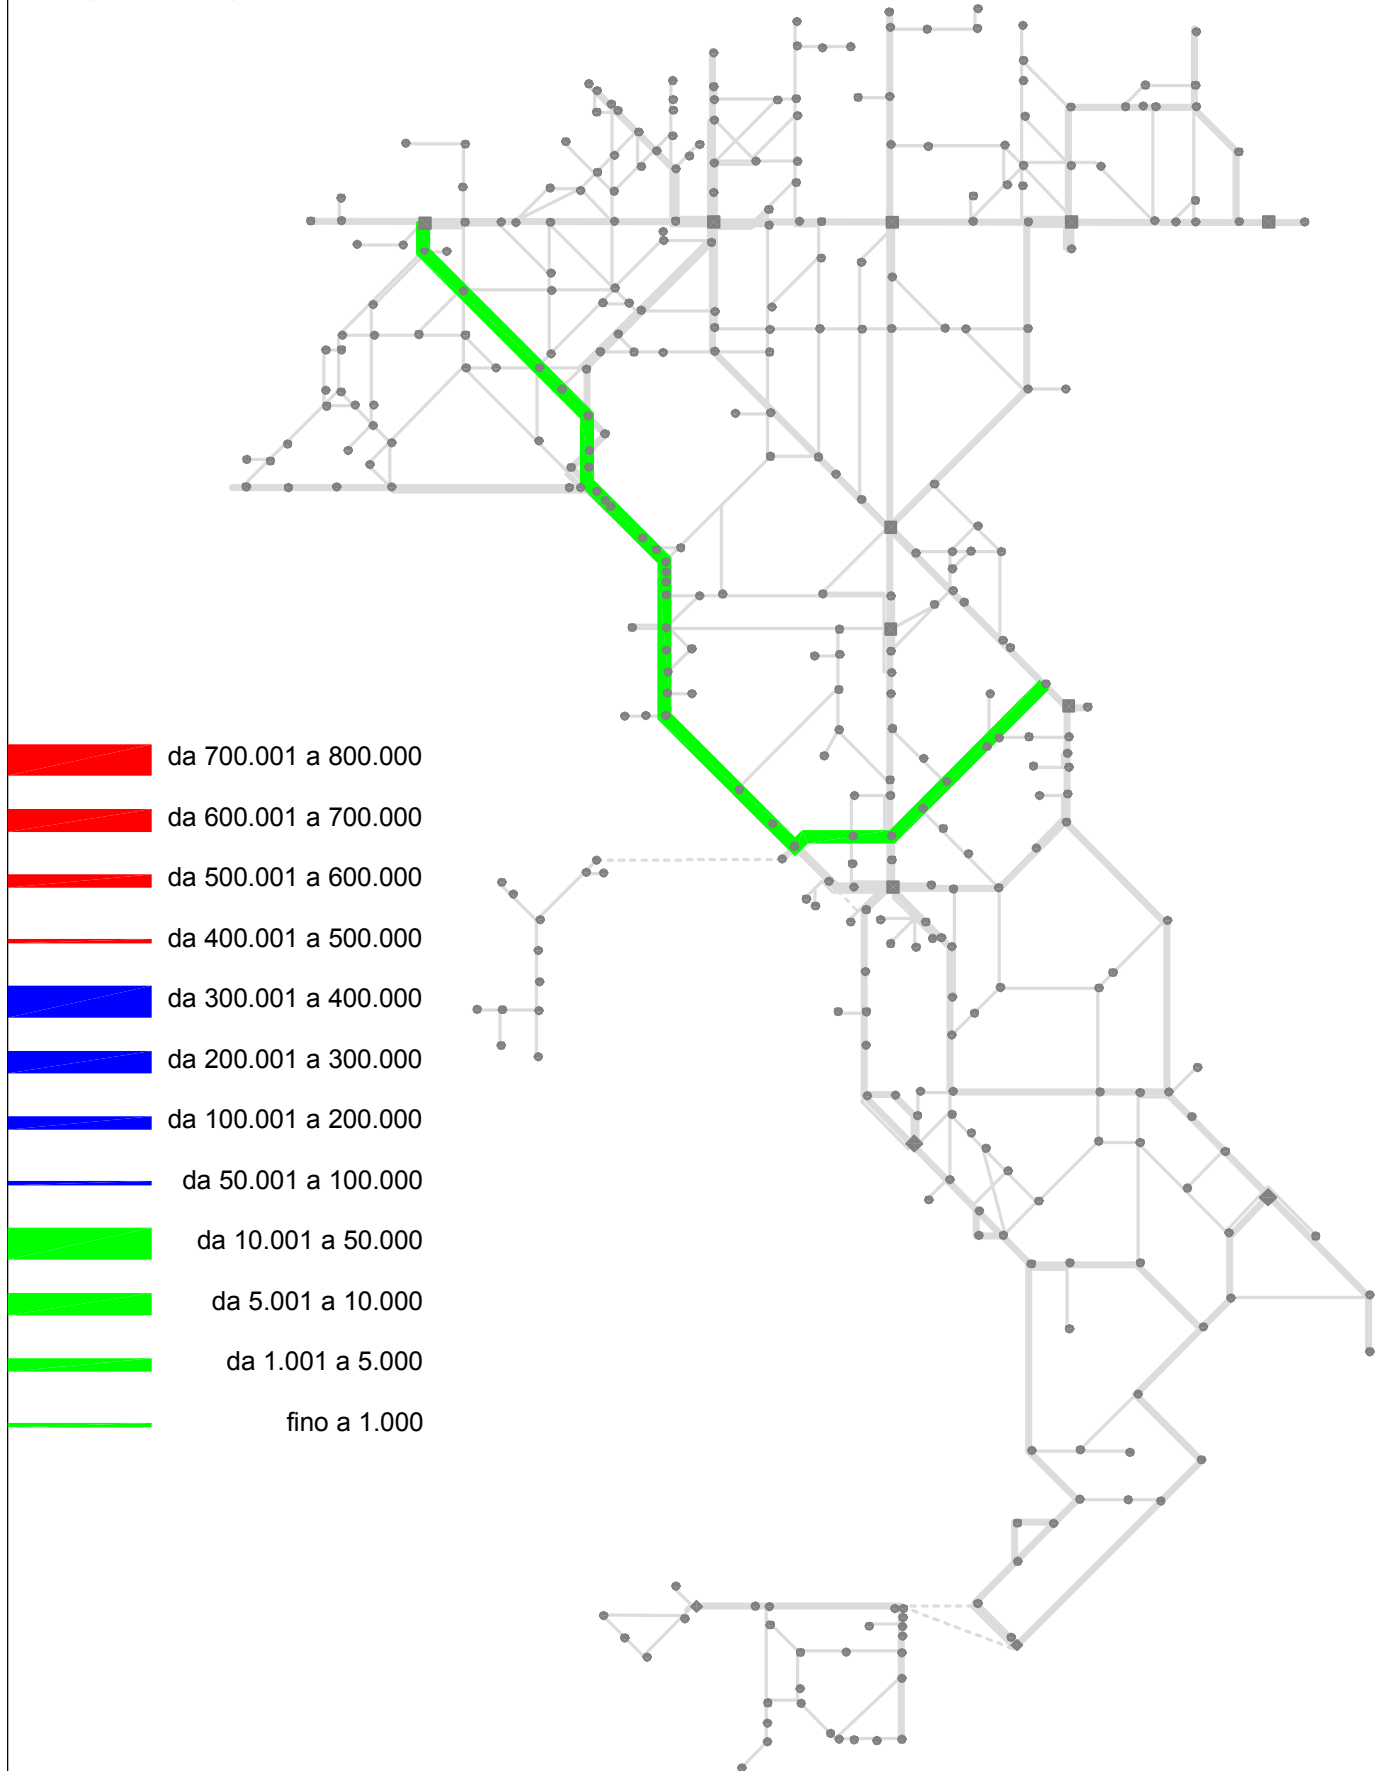 da 700.001 a 800.000
da 600.001 a 700.000
da 500.001 a 600.000
da 400.001 a 500.000
da 300.001 a 400.000
da 200.001 a 300.000
da 100.001 a 200.000
da 50.001 a 100.000
da 10.001 a 50.000
da 5.001 a 10.000
da 1.001 a 5.000
fino a 1.000